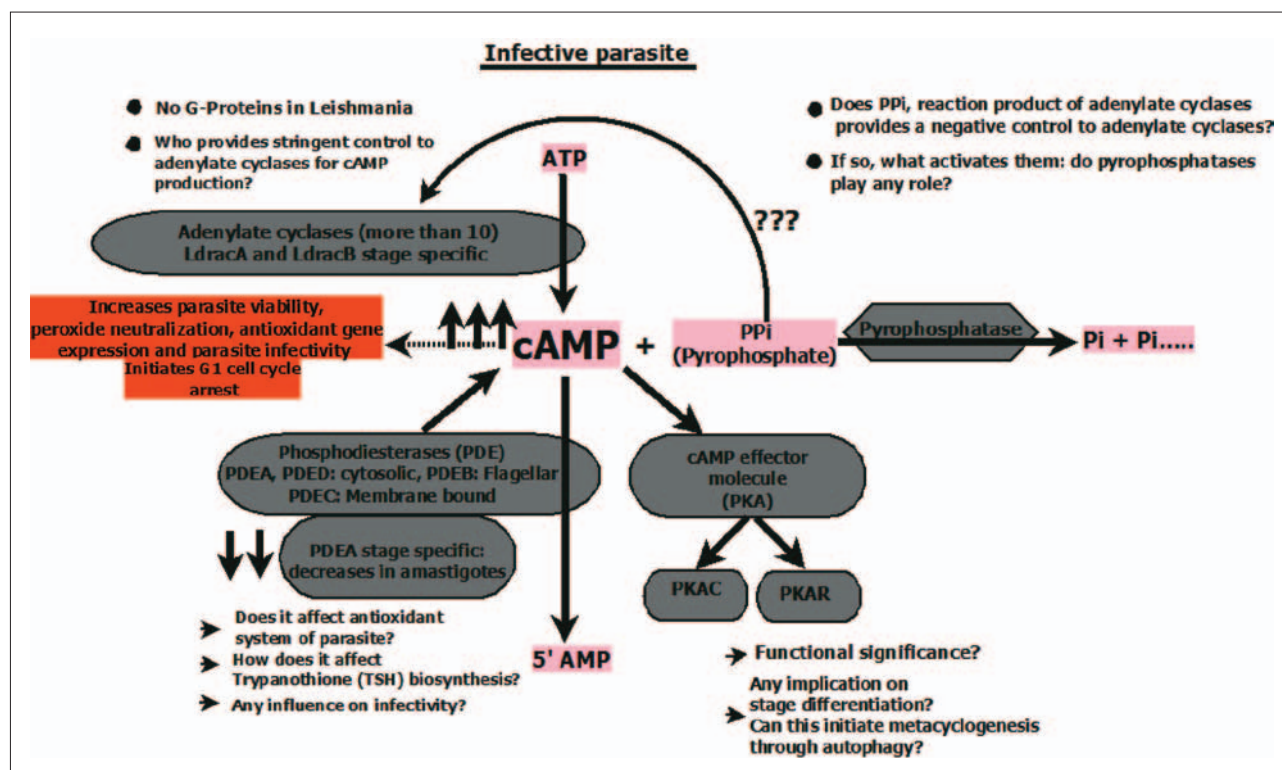 Infective parasite
No G-Proteins in Leishmania
Who provides stringent control to
adenylate cyclases for cAMP
production?
Does PPi, reaction product of adenylate cyclases
provides a negative control to adenylate cyclases?
If so, what activates them: do pyrophosphatases
play any role?
ATP
???
Adenylate cyclases (more than 10)
LdracA and LdracB stage specific
Increases parasite viability,
peroxide neutralization, antioxidant gene
expression and parasite infectivity
Initiates G1 cell cycle
arrest
cAMP +
PPi
(Pyrophosphate)
Pyrophosphatase
Pi + Pi.....
Phosphodiesterases (PDE)
PDEA, PDED: cytosolic, PDEB: Flagellar
PDEC: Membrane bound
cAMP effector
molecule
(PKA)
PDEA stage specific:
decreases in amastigotes
PKAC
PKAR
Does it affect antioxidant
system of parasite?
How does it affect
Trypanothione (TSH) biosynthesis?
Any influence on infectivity?
5' AMP
Functional significance?
Any implication on
stage differentiation?
Can this initiate metacyclogenesis
through autophagy?